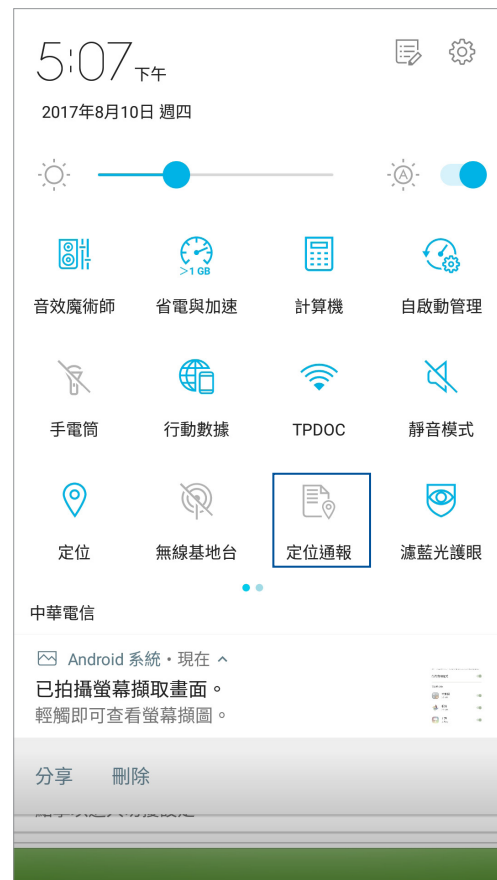 5:07 下午
2017年8月10日 週四
A
>1 GB
音效魔術師 省電與加速 計算機 自啟動管理
手電筒 行動數據 TPDOC 靜音模式
定位 無線基地台 定位通報 濾藍光護眼
中華電信
Android 系統 • 現在
已拍攝螢幕擷取畫面。
輕觸即可查看螢幕擷圖。
分享 刪除